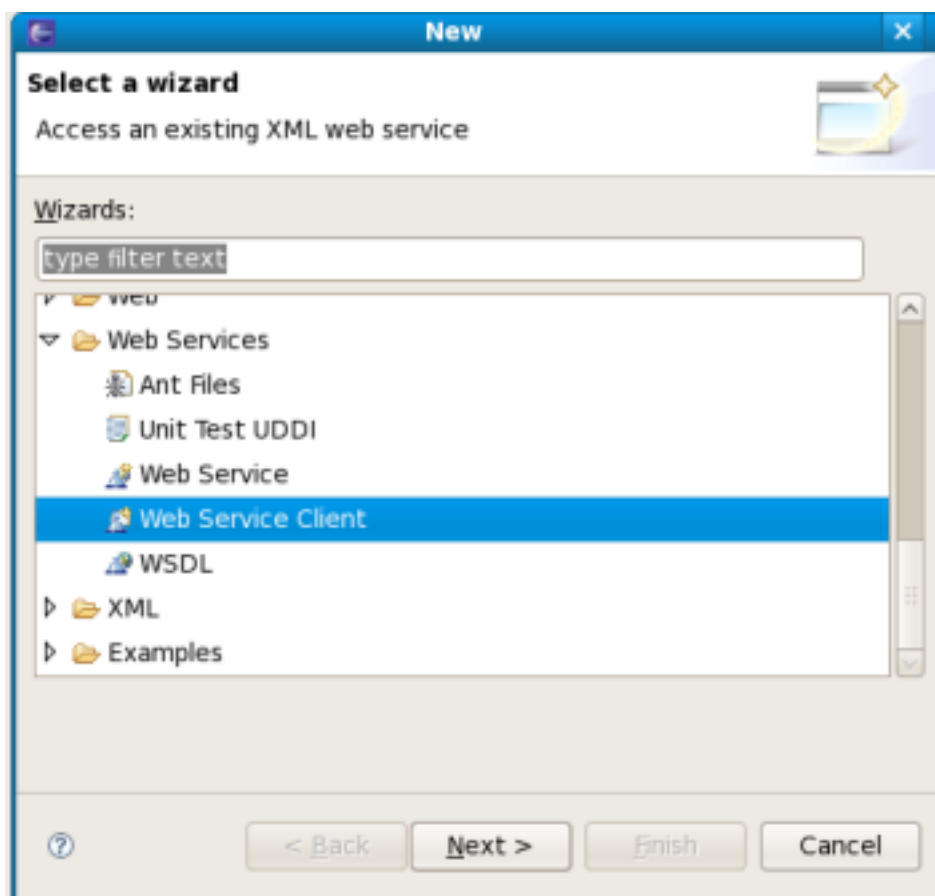 New
Select a wizard
Access an existing XML web service
Wizards:
type filter text
Web
Web Services
Ant Files
Unit Test UDDI
Web Service
Web Service Client
WSDL
XML
Examples
< Back Next > Finish Cancel